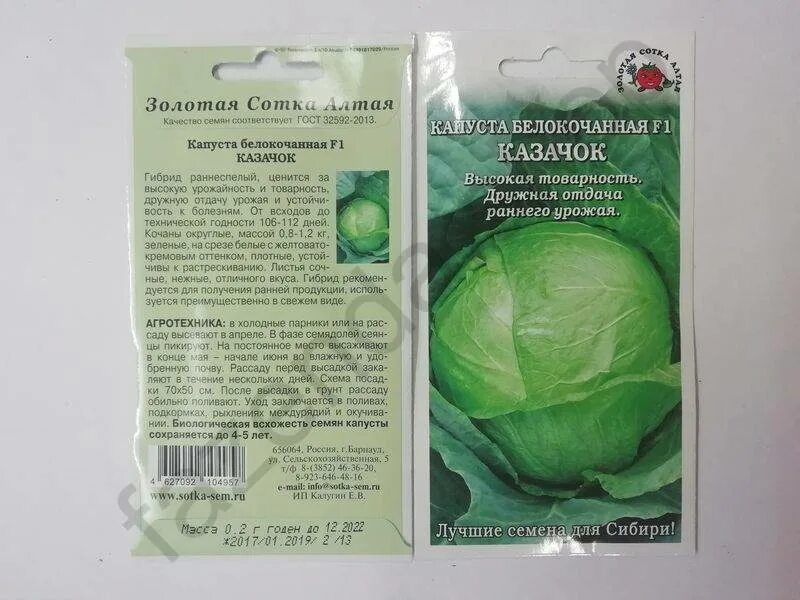 Золотая Сотка Алтая
Качество семян соответствует ГОСТ 32592-2013.
Капуста белокочанная F1
КАЗАЧОК
Гибрид раннеспелый, ценится за
высокую урожайность и товарность,
дружную отдачу урожая и устойчи-
вость к болезням. От всходов до
технической годности 106-112 дней.
Кочаны округлые, массой 0,8-1,2 кг,
зеленые, на срезе белые с желтовато-
кремовым оттенком, плотные, устой-
чивы к растрескиванию. Листья соч-
ные, нежные, отличного вкуса. Гибрид рекомен-
дуется для получения ранней продукции, исполь-
зуется преимущественно в свежем виде.
АГРОТЕХНИКА: в холодные парники или на рас-
саду высевают в апреле. В фазе семядолей сеян-
цы пикируют. На постоянное место высаживают
в конце мая – начале июня во влажную и удо-
бренную почву. Рассаду перед высадкой зака-
ляют в течение нескольких дней. Схема посад-
ки 70х50 см. После высадки в грунт рассаду
обильно поливают. Уход заключается в поливах,
подкормках, рыхлениях междурядий и окучива-
нии. Биологическая всхожесть семян капусты
сохраняется до 4-5 лет.
4 627092 104957
www.sotka-sem.ru
656064, Россия, г.Барнаул,
ул. Сельскохозяйственная, 5
т/ф 8-(3852) 46-36-20,
8-923-646-48-16
e-mail: info@sotka-sem.ru
ИП Калугин Е.В.
Масса 0.2 г годен до 12.2022
*2017/01.2019/ 2 /13
ЗОЛОТАЯ СОТКА АЛТАЯ
КАПУСТА БЕЛОКОЧАННАЯ F1
КАЗАЧОК
Высокая товарность.
Дружная отдача
раннего урожая.
Лучшие семена для Сибири!